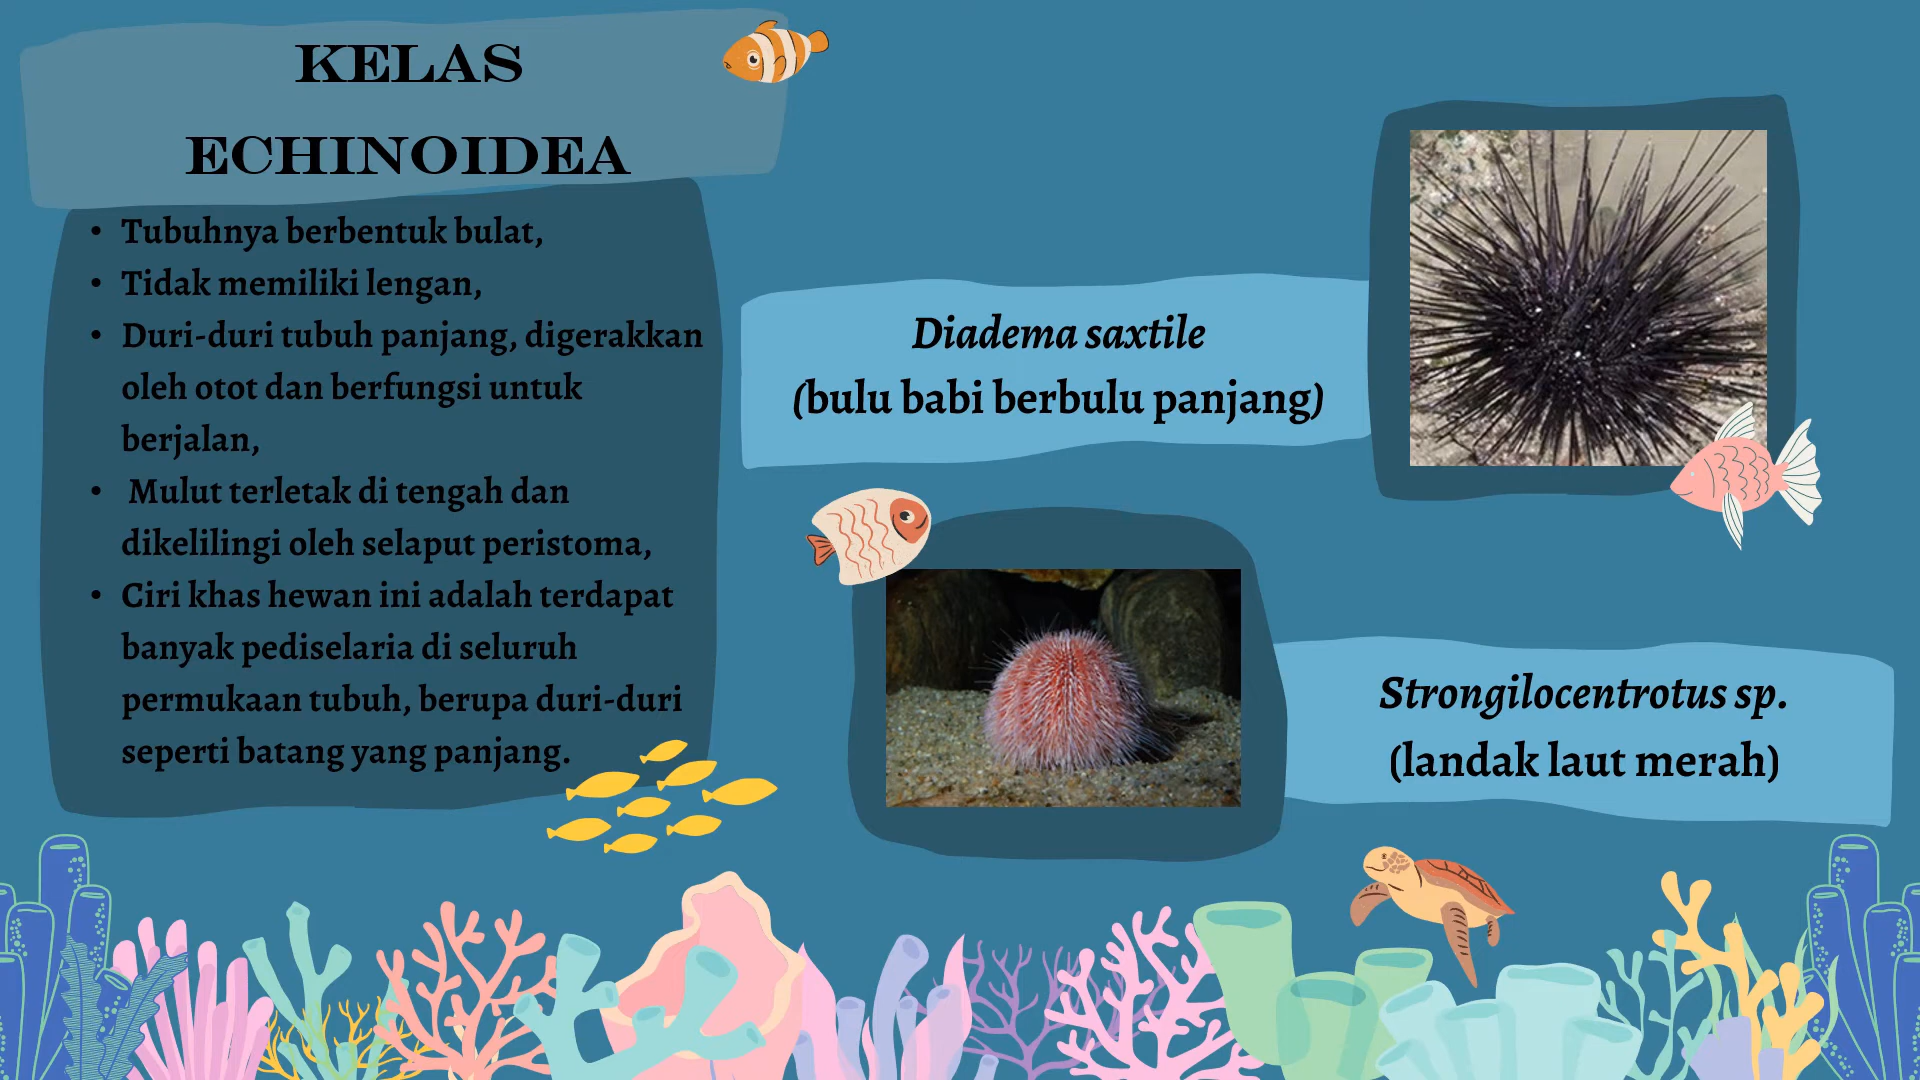 KELAS
ECHINOIDEA
• Tubuhnya berbentuk bulat,
• Tidak memiliki lengan,
• Duri-duri tubuh panjang, digerakkan
oleh otot dan berfungsi untuk
berjalan,
• Mulut terletak di tengah dan
dikelilingi oleh selaput peristoma,
• Ciri khas hewan ini adalah terdapat
banyak pediselaria di seluruh
permukaan tubuh, berupa duri-duri
seperti batang yang panjang.
Diadema saxtile
(bulu babi berbulu panjang)
Strongilocentrotus sp.
(landak laut merah)